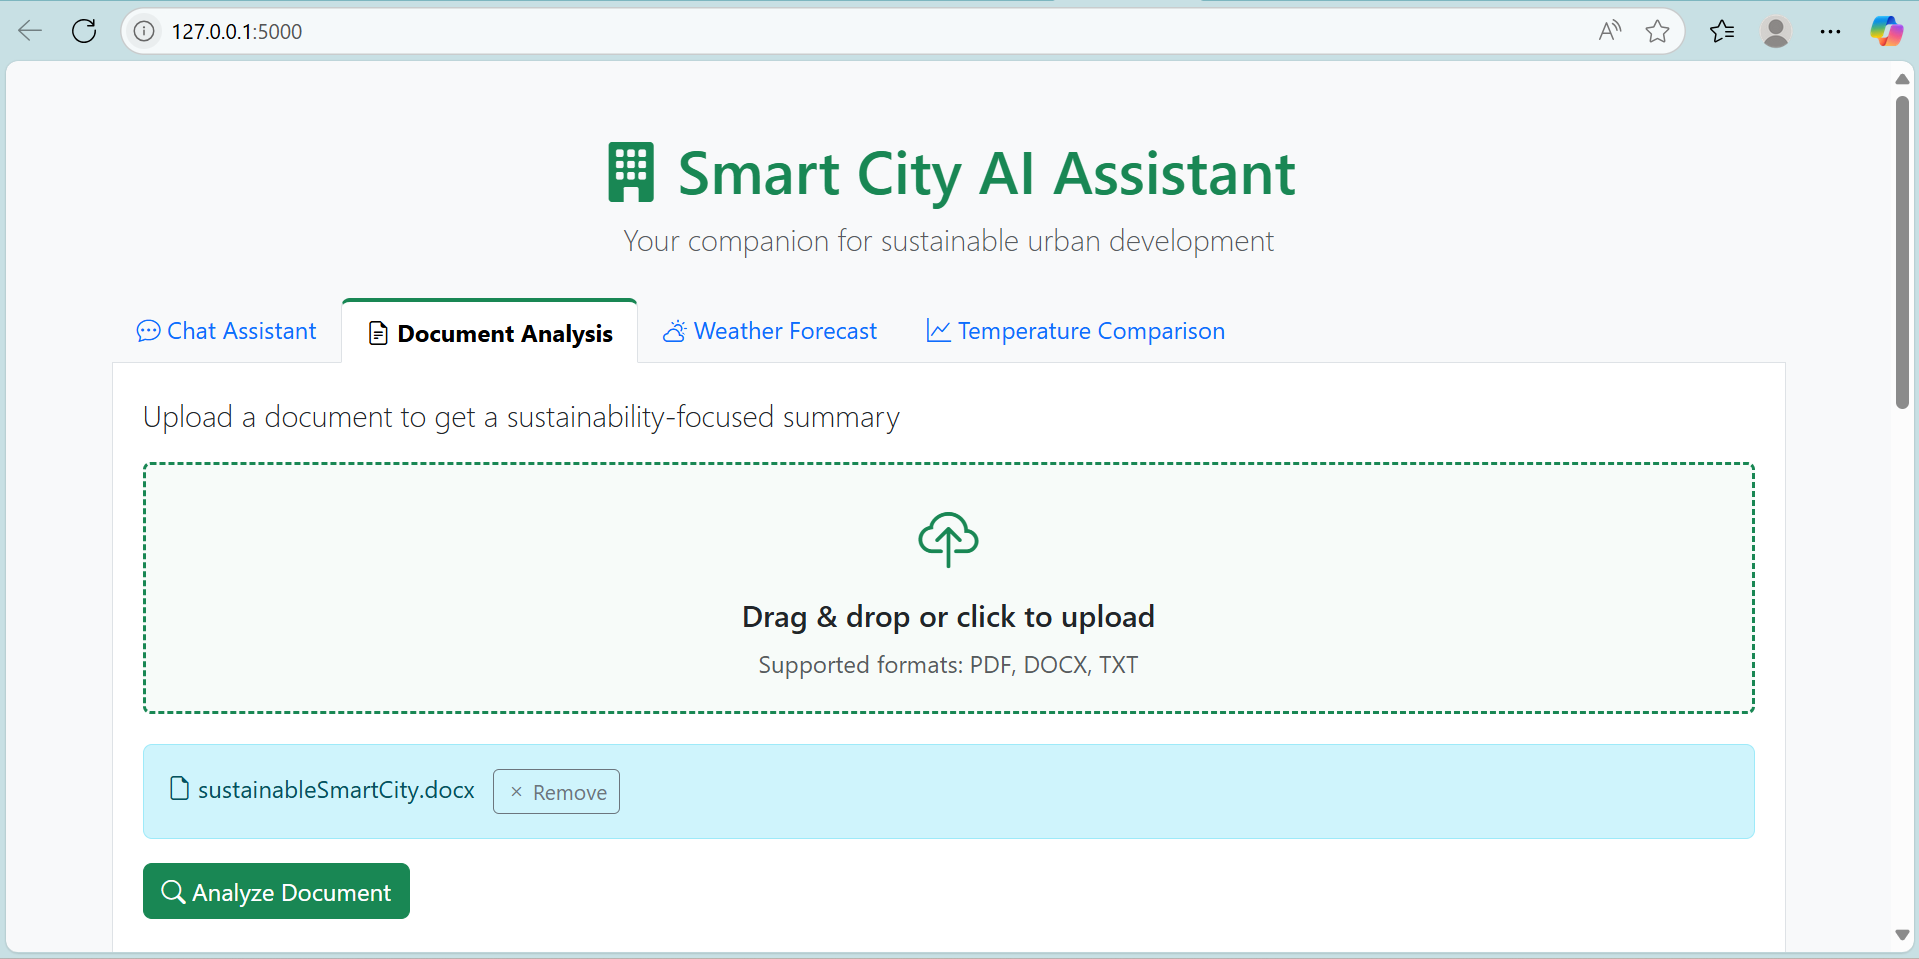 127.0.0.1:5000
Smart City AI Assistant
Your companion for sustainable urban development
Chat Assistant Document Analysis Weather Forecast Temperature Comparison
Upload a document to get a sustainability-focused summary
Drag & drop or click to upload
Supported formats: PDF, DOCX, TXT
sustainableSmartCity.docx × Remove
Analyze Document